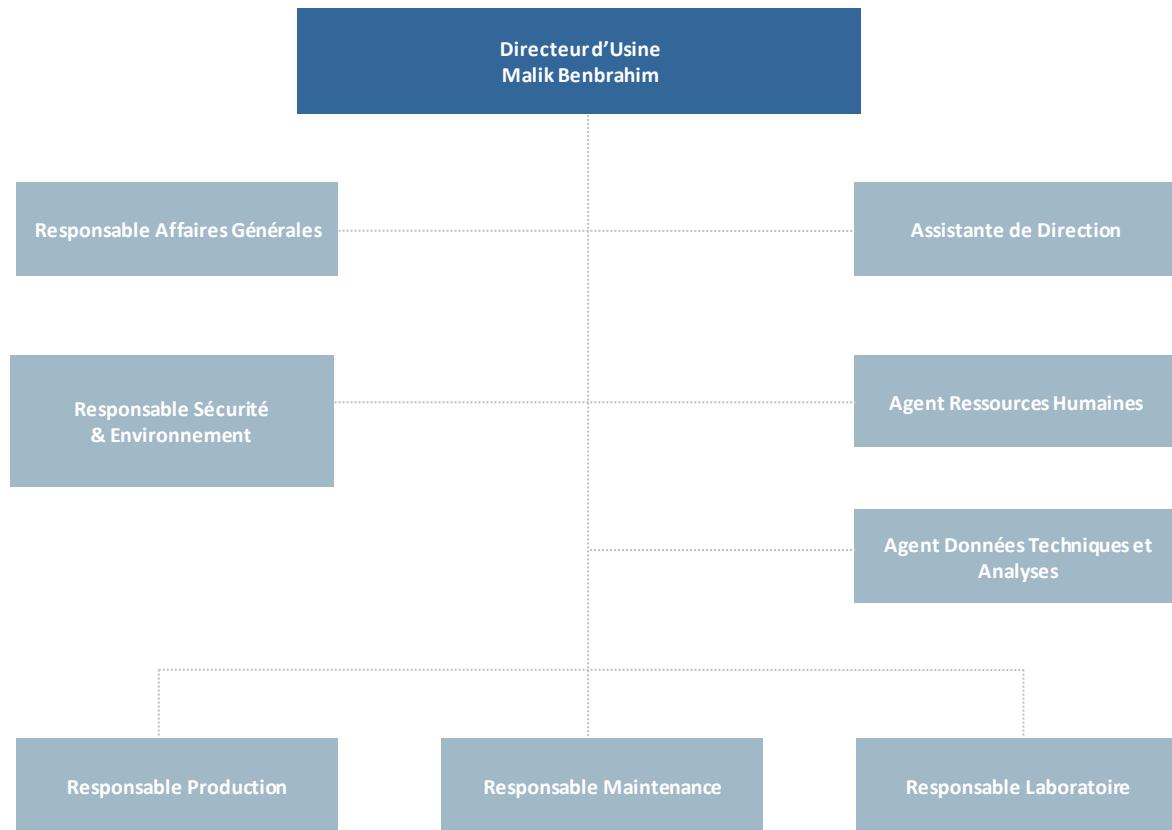 Directeur d’Usine
Malik Benbrahim
Responsable Affaires Générales
Assistante de Direction
Responsable Sécurité
& Environnement
Agent Ressources Humaines
Agent Données Techniques et
Analyses
Responsable Production
Responsable Maintenance
Responsable Laboratoire